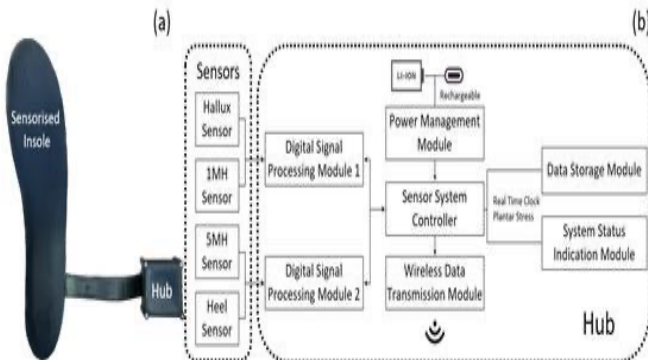 (a)
(b)
Sensorised
Insole
Hub
Sensors
Hallux
Sensor
1MH
Sensor
5MH
Sensor
Heel
Sensor
Digital Signal
Processing Module 1
Digital Signal
Processing Module 2
LI-ION
Rechargeable
Power Management
Module
Sensor System
Controller
Wireless Data
Transmission Module
Real Time Clock
Plantar Stress
Data Storage Module
System Status
Indication Module
Hub